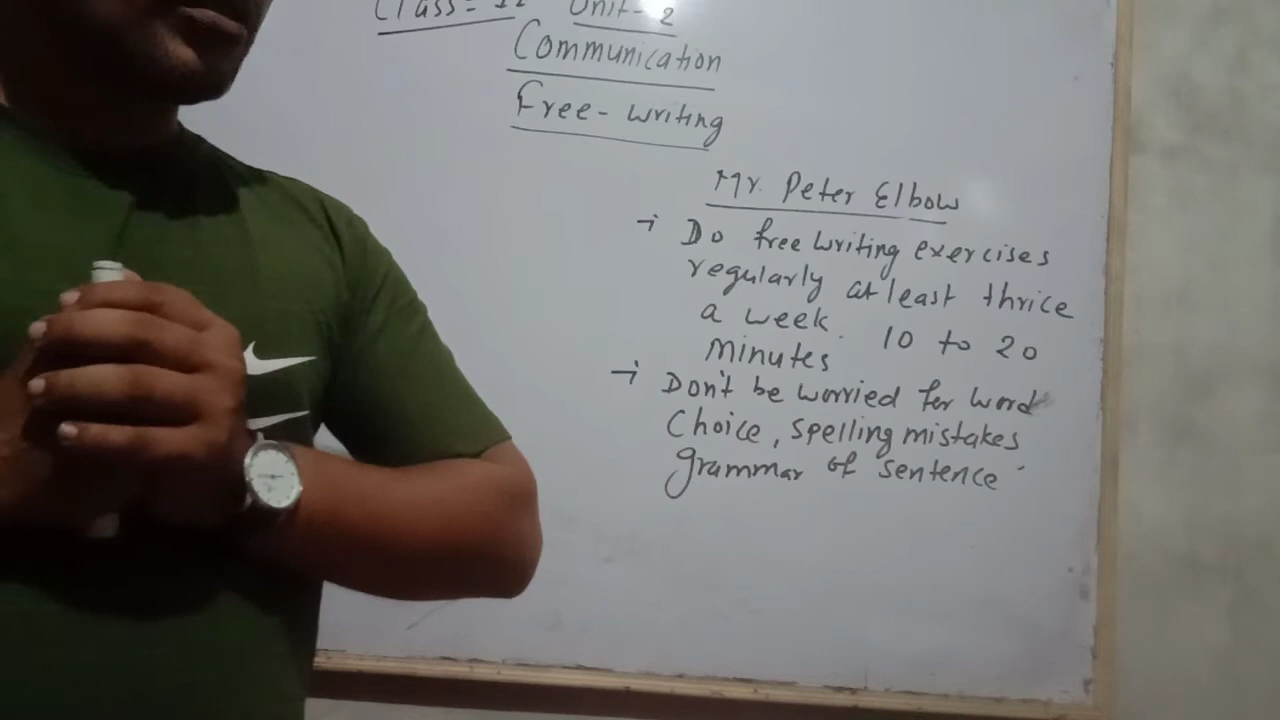 Class- 12 Unit- 2
Communication
Free- writing
Mr. Peter Elbow
→ Do free writing exercises
regularly at least thrice
a week. 10 to 20
minutes
→ Don't be worried for word
Choice, spelling mistakes
grammar of sentence